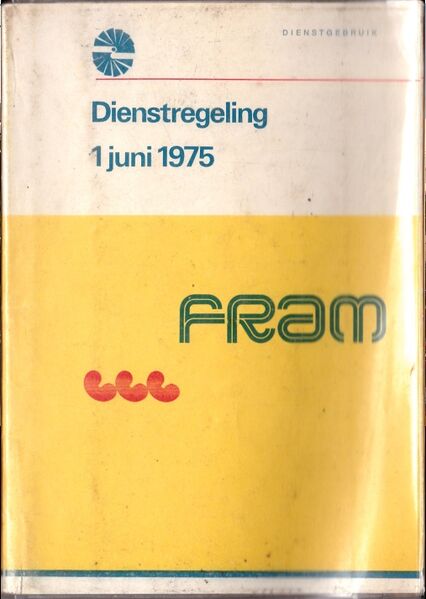 DIENSTGEBRUIK
Dienstregeling
1 juni 1975
FRam